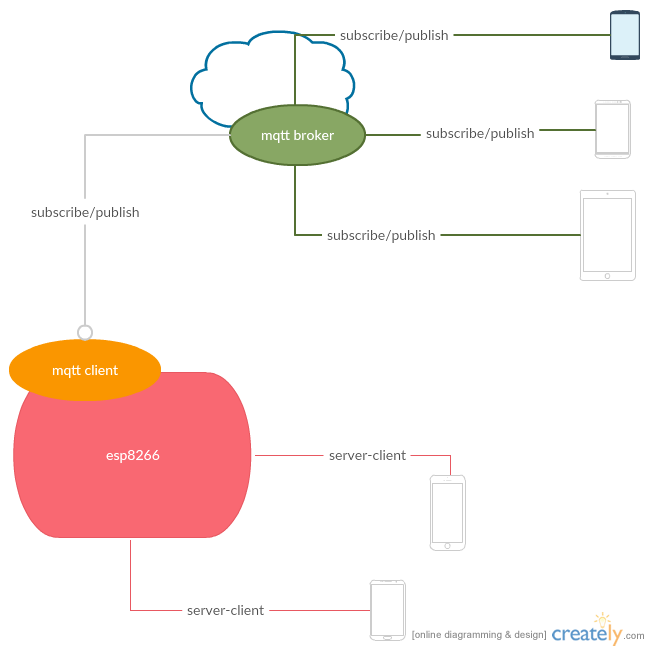 subscribe/publish
mqtt broker
subscribe/publish
subscribe/publish
subscribe/publish
mqtt client
esp8266
server-client
server-client
[online diagramming & design] creately.com